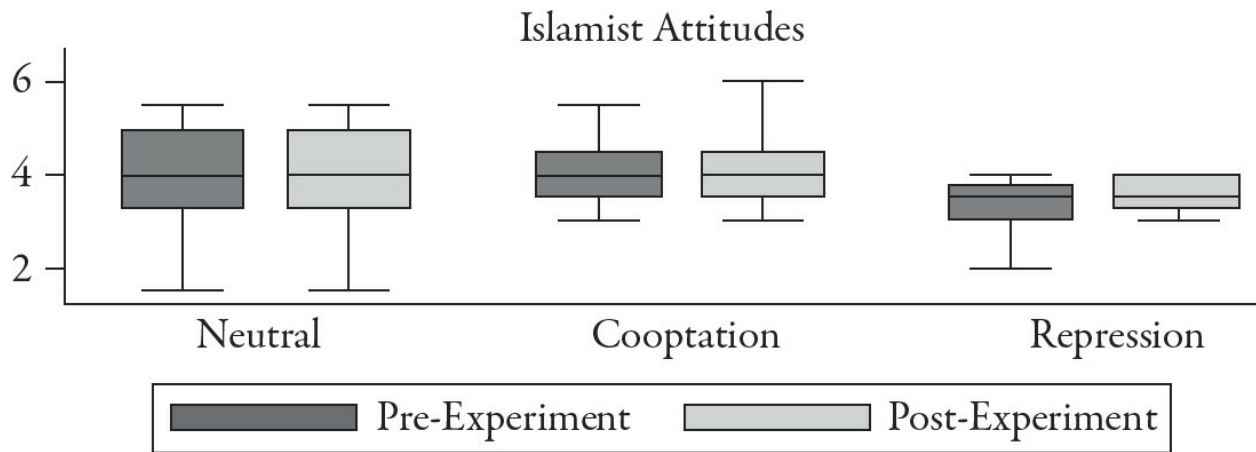 Islamist Attitudes
6
4
2
Neutral Cooptation Repression
Pre-Experiment Post-Experiment